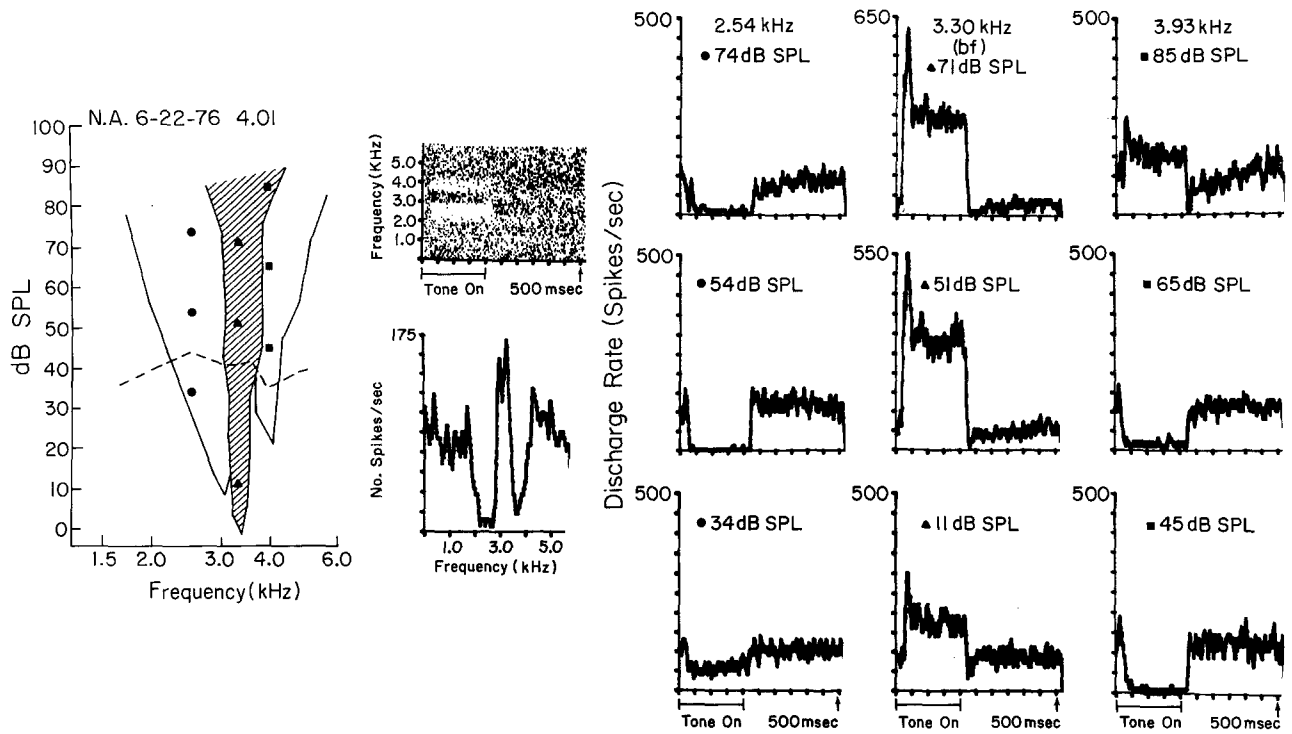 N.A. 6-22-76 4.01
dB SPL
100
90
80
70
60
50
40
30
20
10
0
1.5 2.0 3.0 4.0 6.0
Frequency (kHz)
Frequency (KHz)
5.0
4.0
3.0
2.0
1.0
Tone On 500 msec
No. Spikes/sec
175
1.0 3.0 5.0
Frequency (kHz)
Discharge Rate (Spikes/sec)
500
2.54 kHz
74 dB SPL
650
3.30 kHz
(bf)
71 dB SPL
500
3.93 kHz
85 dB SPL
500
54 dB SPL
550
51 dB SPL
500
65 dB SPL
500
34 dB SPL
500
11 dB SPL
500
45 dB SPL
Tone On 500 msec
Tone On 500 msec
Tone On 500 msec